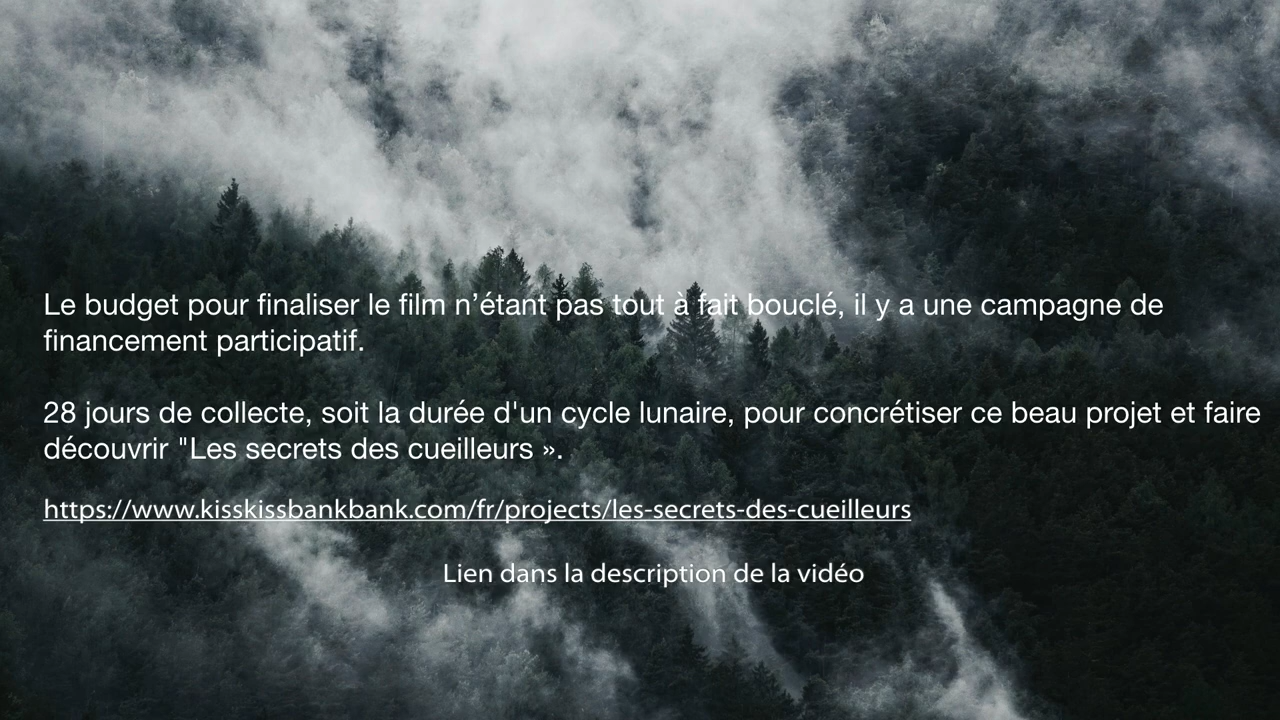 Le budget pour finaliser le film n’étant pas tout à fait bouclé, il y a une campagne de
financement participatif.
28 jours de collecte, soit la durée d'un cycle lunaire, pour concrétiser ce beau projet et faire
découvrir "Les secrets des cueilleurs ».
https://www.kisskissbankbank.com/fr/projects/les-secrets-des-cueilleurs
Lien dans la description de la vidéo